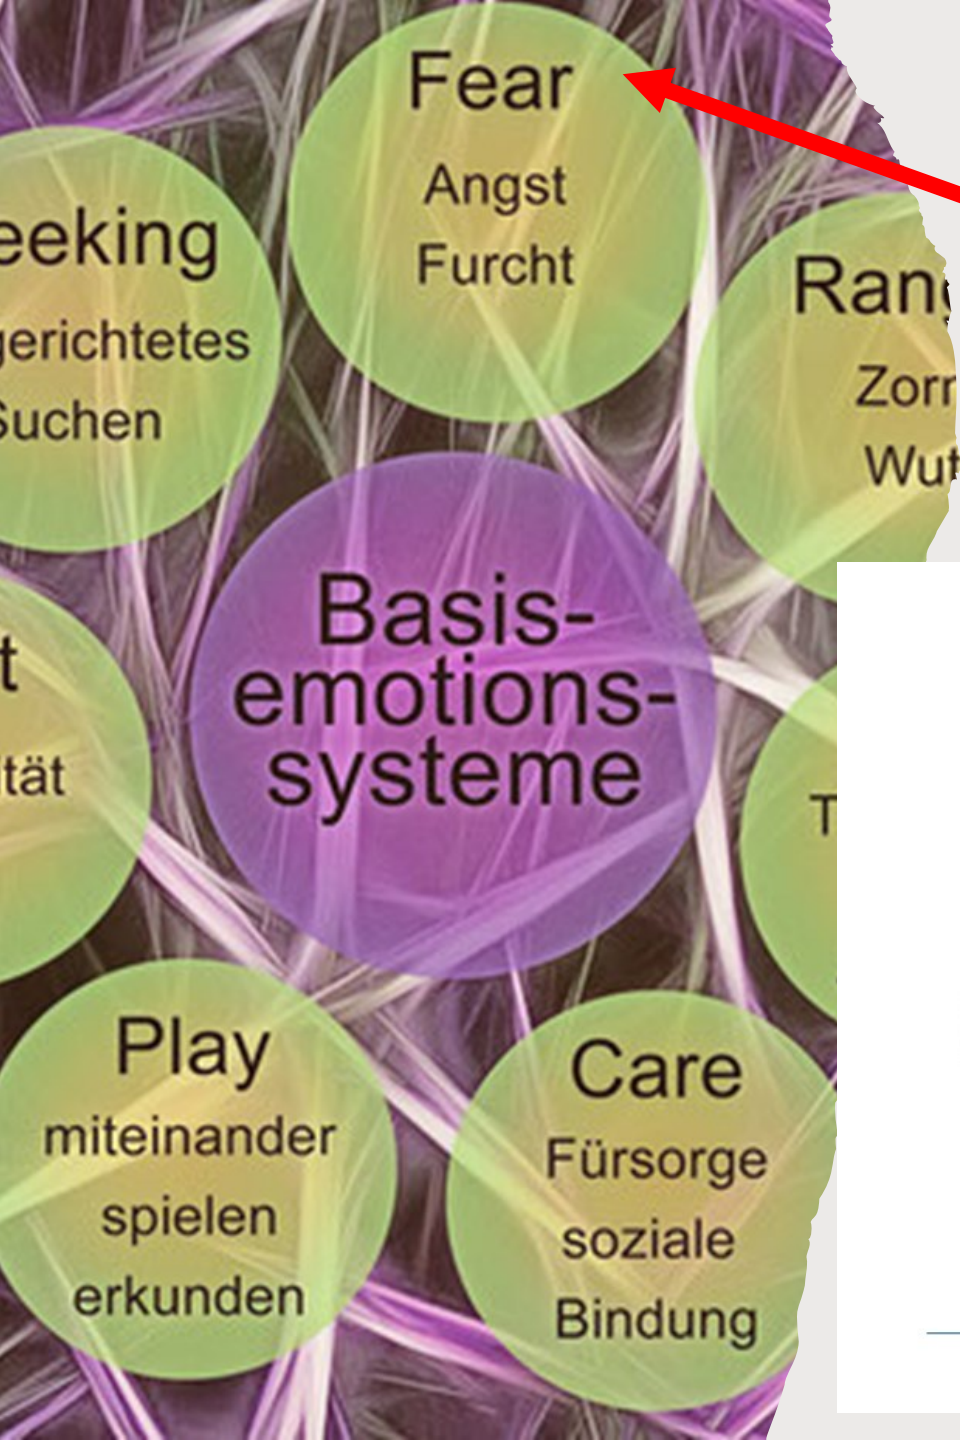 Fear
Angst
Furcht
eeking
gerichtetes
Suchen
Rang
Zorn
Wut
Basis-
emotions-
systeme
t
tät
T
Play
miteinander
spielen
erkunden
Care
Fürsorge
soziale
Bindung